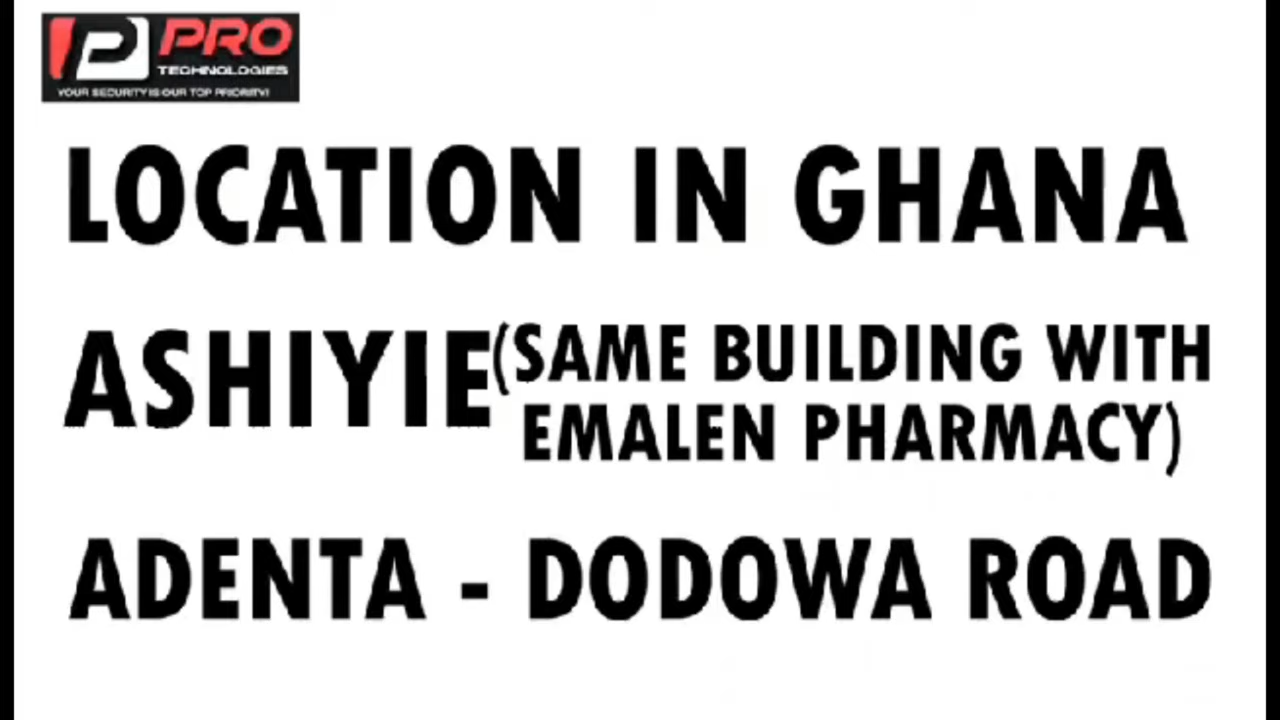 PRO
TECHNOLOGIES
YOUR SECURITY IS OUR TOP PRIORITY!
LOCATION IN GHANA
ASHIYIE (SAME BUILDING WITH
EMALEN PHARMACY)
ADENTA - DODOWA ROAD